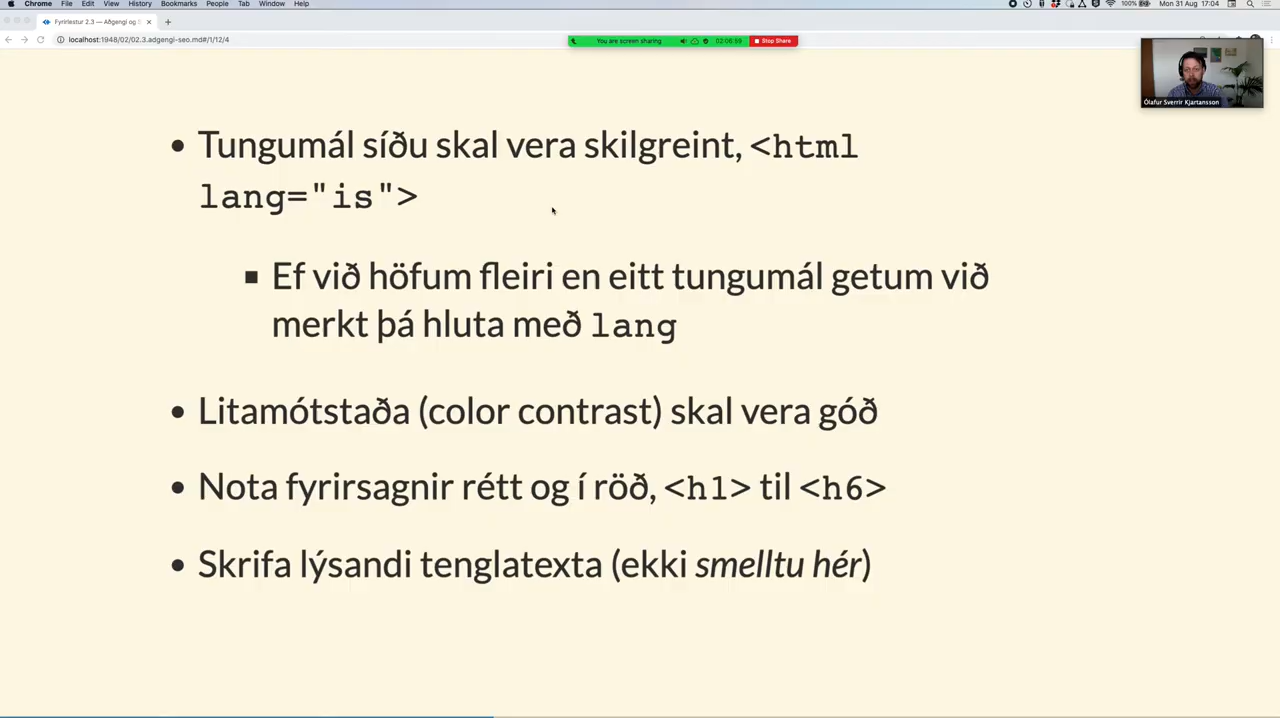 Chrome File Edit View History Bookmarks People Tab Window Help
100% Mon 31 Aug 17:04
Fyrirlestur 2.3 — Aðgengi og
localhost:1948/02/02.3.adgengi-seo.md#/1/12/4
You are screen sharing 02:06:59 Stop Share
Ólafur Sverrir Kjartansson
• Tungumál síðu skal vera skilgreint, <html
lang="is">
▪ Ef við höfum fleiri en eitt tungumál getum við
merkt þá hluta með lang
• Litamótstaða (color contrast) skal vera góð
• Nota fyrirsagnir rétt og í röð, <h1> til <h6>
• Skrifa lýsandi tenglatexta (ekki smelltu hér)